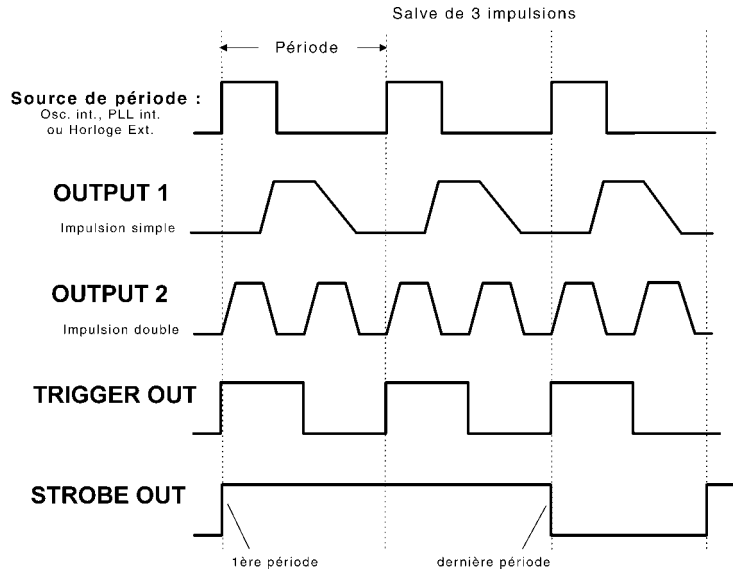 Salve de 3 impulsions
Période
Source de période :
Osc. int., PLL int.
ou Horloge Ext.
OUTPUT 1
Impulsion simple
OUTPUT 2
Impulsion double
TRIGGER OUT
STROBE OUT
1ère période
dernière période